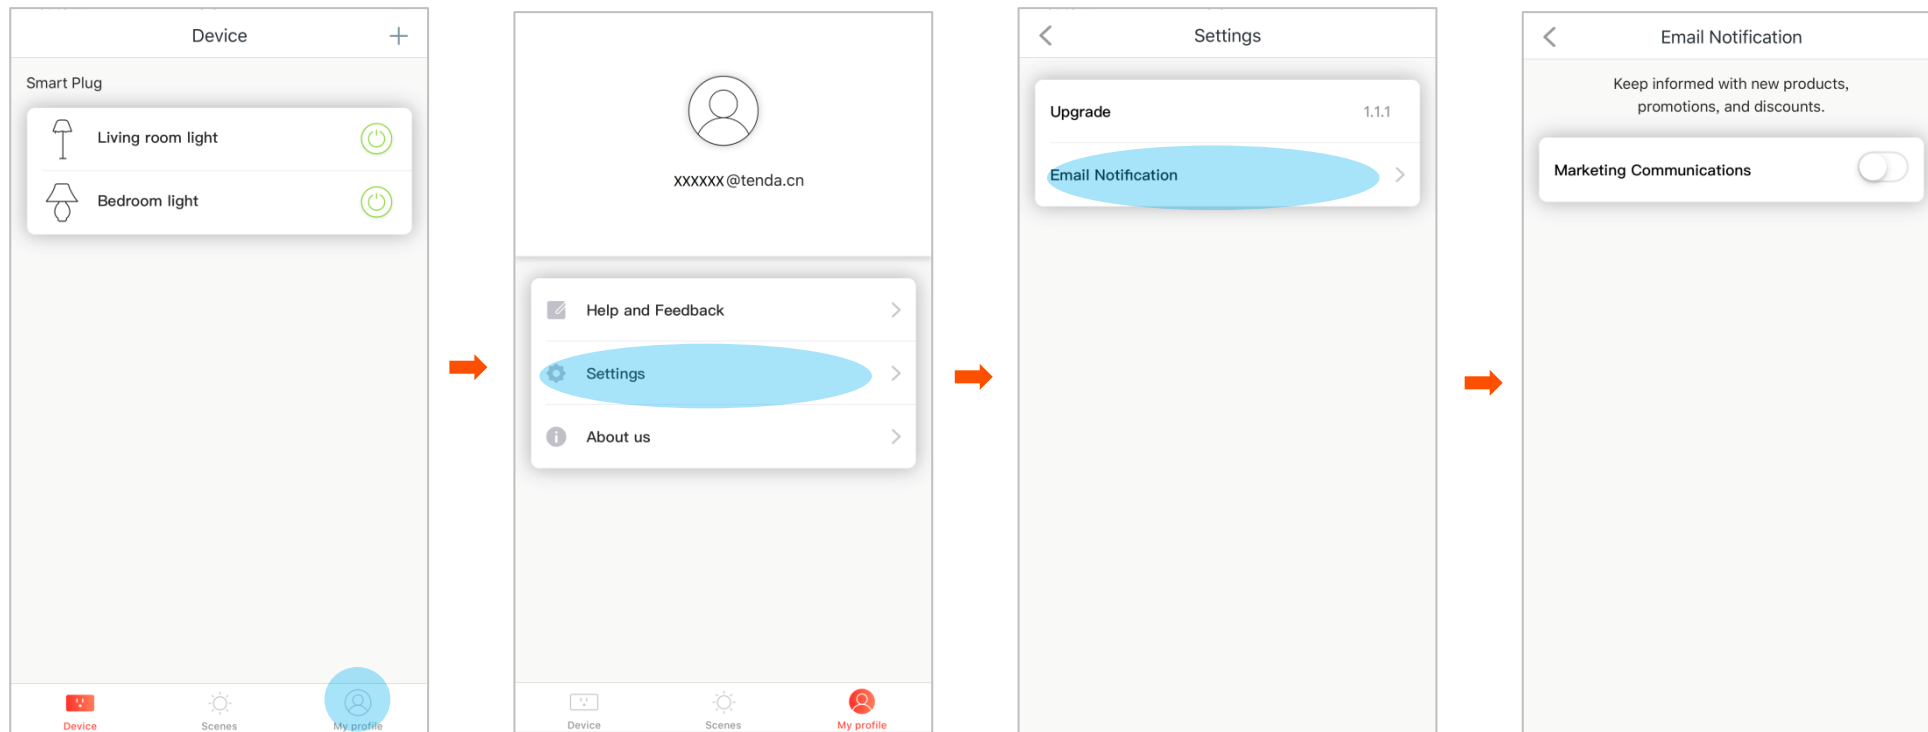 Device
Smart Plug
Living room light
Bedroom light
Device
Scenes
My profile
xxxxxx@tenda.cn
Help and Feedback
Settings
About us
Device
Scenes
My profile
Settings
Upgrade 1.1.1
Email Notification
Email Notification
Keep informed with new products,
promotions, and discounts.
Marketing Communications